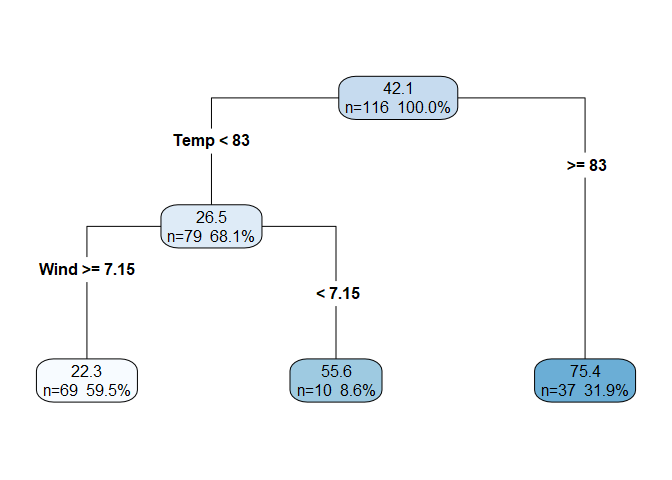 42.1
n=116 100.0%
Temp < 83
>= 83
26.5
n=79 68.1%
Wind >= 7.15
< 7.15
22.3
n=69 59.5%
55.6
n=10 8.6%
75.4
n=37 31.9%